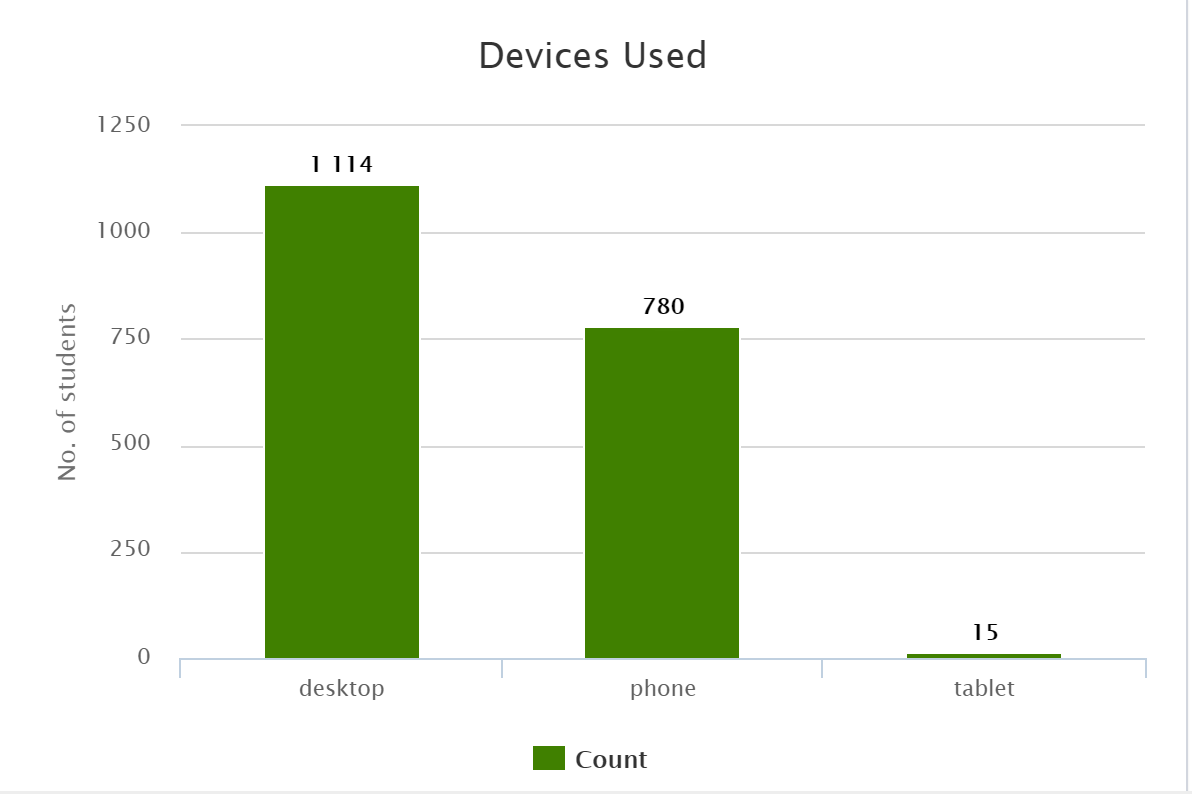 Devices Used
1250
1 114
1000
780
750
No. of students
500
250
15
0
desktop phone tablet
Count